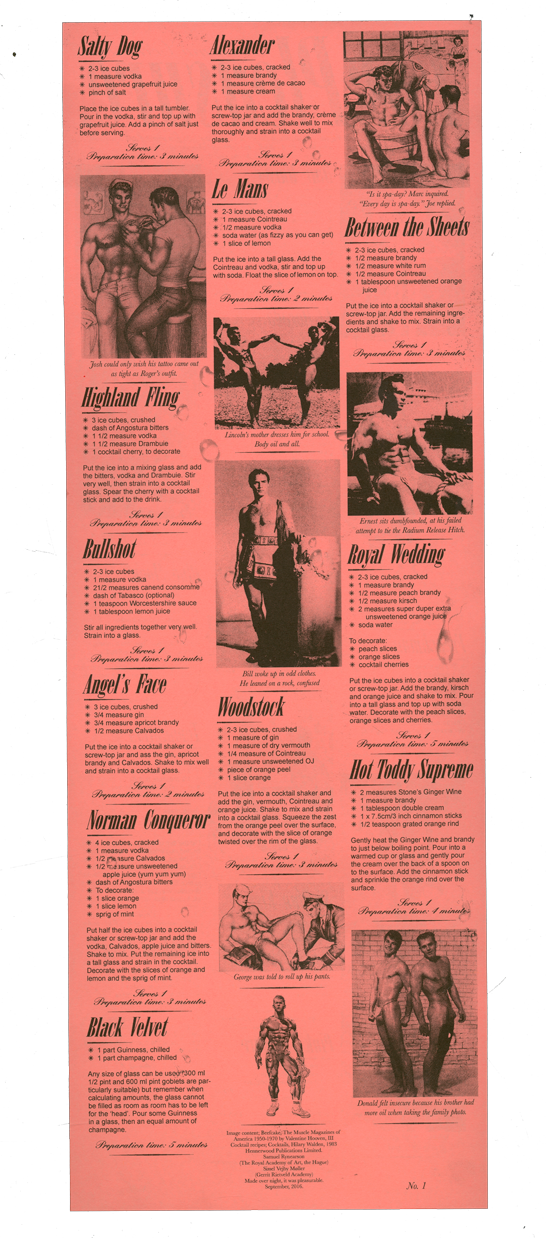 Salty Dog
✳ 2-3 ice cubes
✳ 1 measure vodka
✳ unsweetened grapefruit juice
✳ pinch of salt
Place the ice cubes in a tall tumbler.
Pour in the vodka, stir and top up with
grapefruit juice. Add a pinch of salt just
before serving.
Serves 1
Preparation time: 3 minutes
Josh could only wish his tattoo came out
as tight as Roger's outfit.
Highland Fling
✳ 3 ice cubes, crushed
✳ dash of Angostura bitters
✳ 1 1/2 measure vodka
✳ 1 1/2 measure Drambuie
✳ 1 cocktail cherry, to decorate
Put the ice into a mixing glass and add
the bitters, vodka and Drambuie. Stir
very well, then strain into a cocktail
glass. Spear the cherry with a cocktail
stick and add to the drink.
Serves 1
Preparation time: 3 minutes
Bullshot
✳ 2-3 ice cubes
✳ 1 measure vodka
✳ 21/2 measures canend consomme
✳ dash of Tabasco (optional)
✳ 1 teaspoon Worcestershire sauce
✳ 1 tablespoon lemon juice
Stir all ingredients together very well.
Strain into a glass.
Serves 1
Preparation time: 3 minutes
Angel's Face
✳ 3 ice cubes, crushed
✳ 3/4 measure gin
✳ 3/4 measure apricot brandy
✳ 1/2 measure Calvados
Put the ice into a cocktail shaker or
screw-top jar and ass the gin, apricot
brandy and Calvados. Shake to mix well
and strain into a cocktail glass.
Serves 1
Preparation time: 2 minutes
Norman Conqueror
✳ 4 ice cubes, cracked
✳ 1 measure vodka
✳ 1/2 measure Calvados
✳ 1/2 measure unsweetened
apple juice (yum yum yum)
✳ dash of Angostura bitters
✳ To decorate:
✳ 1 slice orange
✳ 1 slice lemon
✳ sprig of mint
Put half the ice cubes into a cocktail
shaker or screw-top jar and add the
vodka, Calvados, apple juice and bitters.
Shake to mix. Put the remaining ice into
a tall glass and strain in the cocktail.
Decorate with the slices of orange and
lemon and the sprig of mint.
Serves 1
Preparation time: 3 minutes
Black Velvet
✳ 1 part Guinness, chilled
✳ 1 part champagne, chilled
Any size of glass can be used (300 ml
1/2 pint and 600 ml pint goblets are par-
ticularly suitable) but remember when
calculating amounts, the glass cannot
be filled as room as room has to be left
for the 'head'. Pour some Guinness
in a glass, then an equal amount of
champagne.
Preparation time: 5 minutes
Alexander
✳ 2-3 ice cubes, cracked
✳ 1 measure brandy
✳ 1 measure crème de cacao
✳ 1 measure cream
Put the ice into a cocktail shaker or
screw-top jar and add the brandy, crème
de cacao and cream. Shake well to mix
thoroughly and strain into a cocktail
glass.
Serves 1
Preparation time: 3 minutes
Le Mans
✳ 2-3 ice cubes, cracked
✳ 1 measure Cointreau
✳ 1/2 measure vodka
✳ soda water (as fizzy as you can get)
✳ 1 slice of lemon
Put the ice into a tall glass. Add the
Cointreau and vodka, stir and top up
with soda. Float the slice of lemon on top.
Serves 1
Preparation time: 2 minutes
Lincoln's mother dresses him for school.
Body oil and all.
Bill woke up in odd clothes.
He leaned on a rock, confused
Woodstock
✳ 2-3 ice cubes, crushed
✳ 1 measure of gin
✳ 1 measure of dry vermouth
✳ 1/4 measure of Cointreau
✳ 1 measure unsweetened OJ
✳ piece of orange peel
✳ 1 slice orange
Put the ice into a cocktail shaker and
add the gin, vermouth, Cointreau and
orange juice. Shake to mix and strain
into a cocktail glass. Squeeze the zest
from the orange peel over the surface,
and decorate with the slice of orange
twisted over the rim of the glass.
Serves 1
Preparation time: 3 minutes
George was told to roll up his pants.
Image content, Beefcake: The Muscle Magazines of
America 1950-1970 by Valentine Hooven, III
Cocktail recipes; Cocktails, Hilary Walden, 1983
Hennerwood Publications Limited.
Samuel Rynearson
(The Royal Academy of Art, the Hague)
Sissel Vejby Møller
(Gerrit Rietveld Academy)
Made over night, it was pleasurable.
September, 2016.
"Is it spa-day? Marc inquired.
"Every day is spa-day." Joe replied.
Between the Sheets
✳ 2-3 ice cubes, cracked
✳ 1/2 measure brandy
✳ 1/2 measure white rum
✳ 1/2 measure Cointreau
✳ 1 tablespoon unsweetened orange
juice
Put the ice into a cocktail shaker or
screw-top jar. Add the remaining ingre-
dients and shake to mix. Strain into a
cocktail glass.
Serves 1
Preparation time: 3 minutes
Ernest sits dumbfounded, at his failed
attempt to tie the Radium Release Hitch.
Royal Wedding
✳ 2-3 ice cubes, cracked
✳ 1 measure brandy
✳ 1/2 measure peach brandy
✳ 1/2 measure kirsch
✳ 2 measures super duper extra
unsweetened orange juice
✳ soda water
To decorate:
✳ peach slices
✳ orange slices
✳ cocktail cherries
Put the ice cubes into a cocktail shaker
or screw-top jar. Add the brandy, kirsch
and orange juice and shake to mix. Pour
into a tall glass and top up with soda
water. Decorate with the peach slices,
orange slices and cherries.
Serves 1
Preparation time: 5 minutes
Hot Toddy Supreme
✳ 2 measures Stone's Ginger Wine
✳ 1 measure brandy
✳ 1 tablespoon double cream
✳ 1 x 7.5cm/3 inch cinnamon sticks
✳ 1/2 teaspoon grated orange rind
Gently heat the Ginger Wine and brandy
to just below boiling point. Pour into a
warmed cup or glass and gently pour
the cream over the back of a spoon on
to the surface. Add the cinnamon stick
and sprinkle the orange rind over the
surface.
Serves 1
Preparation time: 4 minutes
Donald felt insecure because his brother had
more oil when taking the family photo.
No. 1